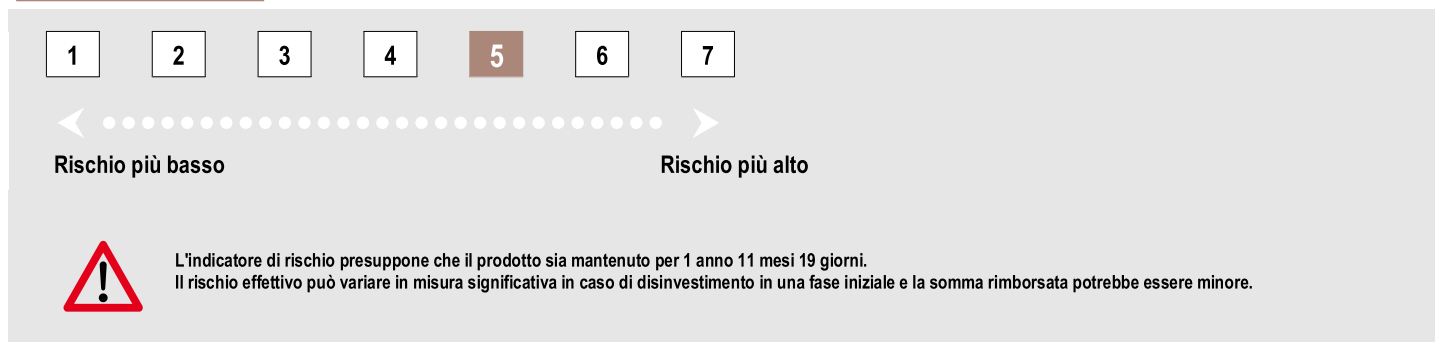 1 2 3 4 5 6 7
Rischio più basso Rischio più alto
L'indicatore di rischio presuppone che il prodotto sia mantenuto per 1 anno 11 mesi 19 giorni.
Il rischio effettivo può variare in misura significativa in caso di disinvestimento in una fase iniziale e la somma rimborsata potrebbe essere minore.